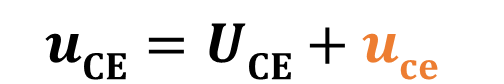 u_CE = U_CE + u_ce